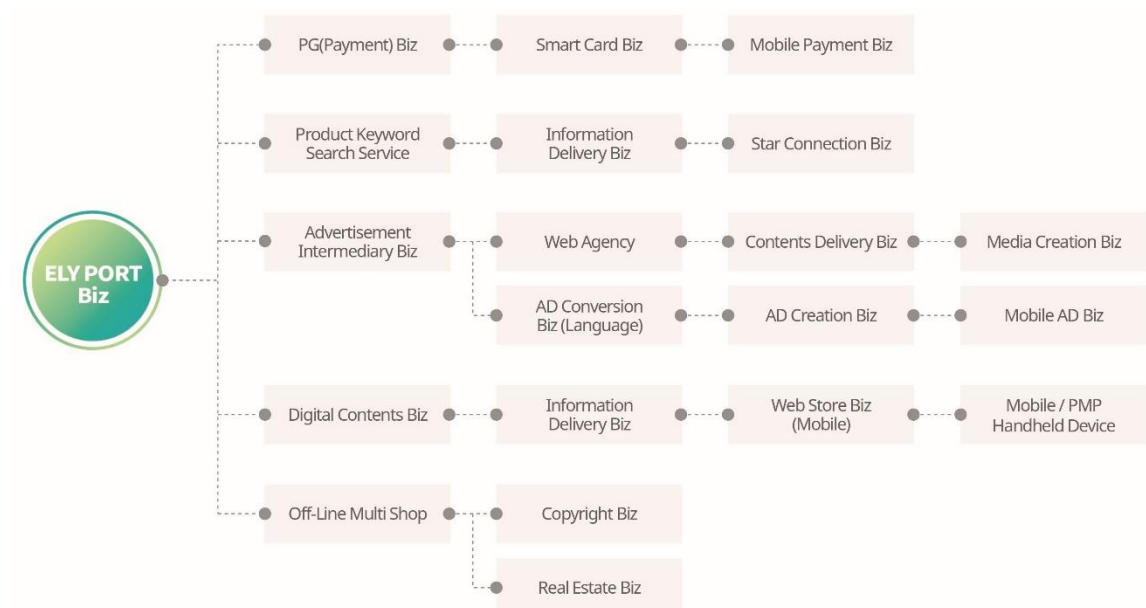 PG(Payment) Biz
Smart Card Biz
Mobile Payment Biz
Product Keyword
Search Service
Information
Delivery Biz
Star Connection Biz
ELY PORT
Biz
Advertisement
Intermediary Biz
Web Agency
Contents Delivery Biz
Media Creation Biz
AD Conversion
Biz (Language)
AD Creation Biz
Mobile AD Biz
Digital Contents Biz
Information
Delivery Biz
Web Store Biz
(Mobile)
Mobile / PMP
Handheld Device
Off-Line Multi Shop
Copyright Biz
Real Estate Biz